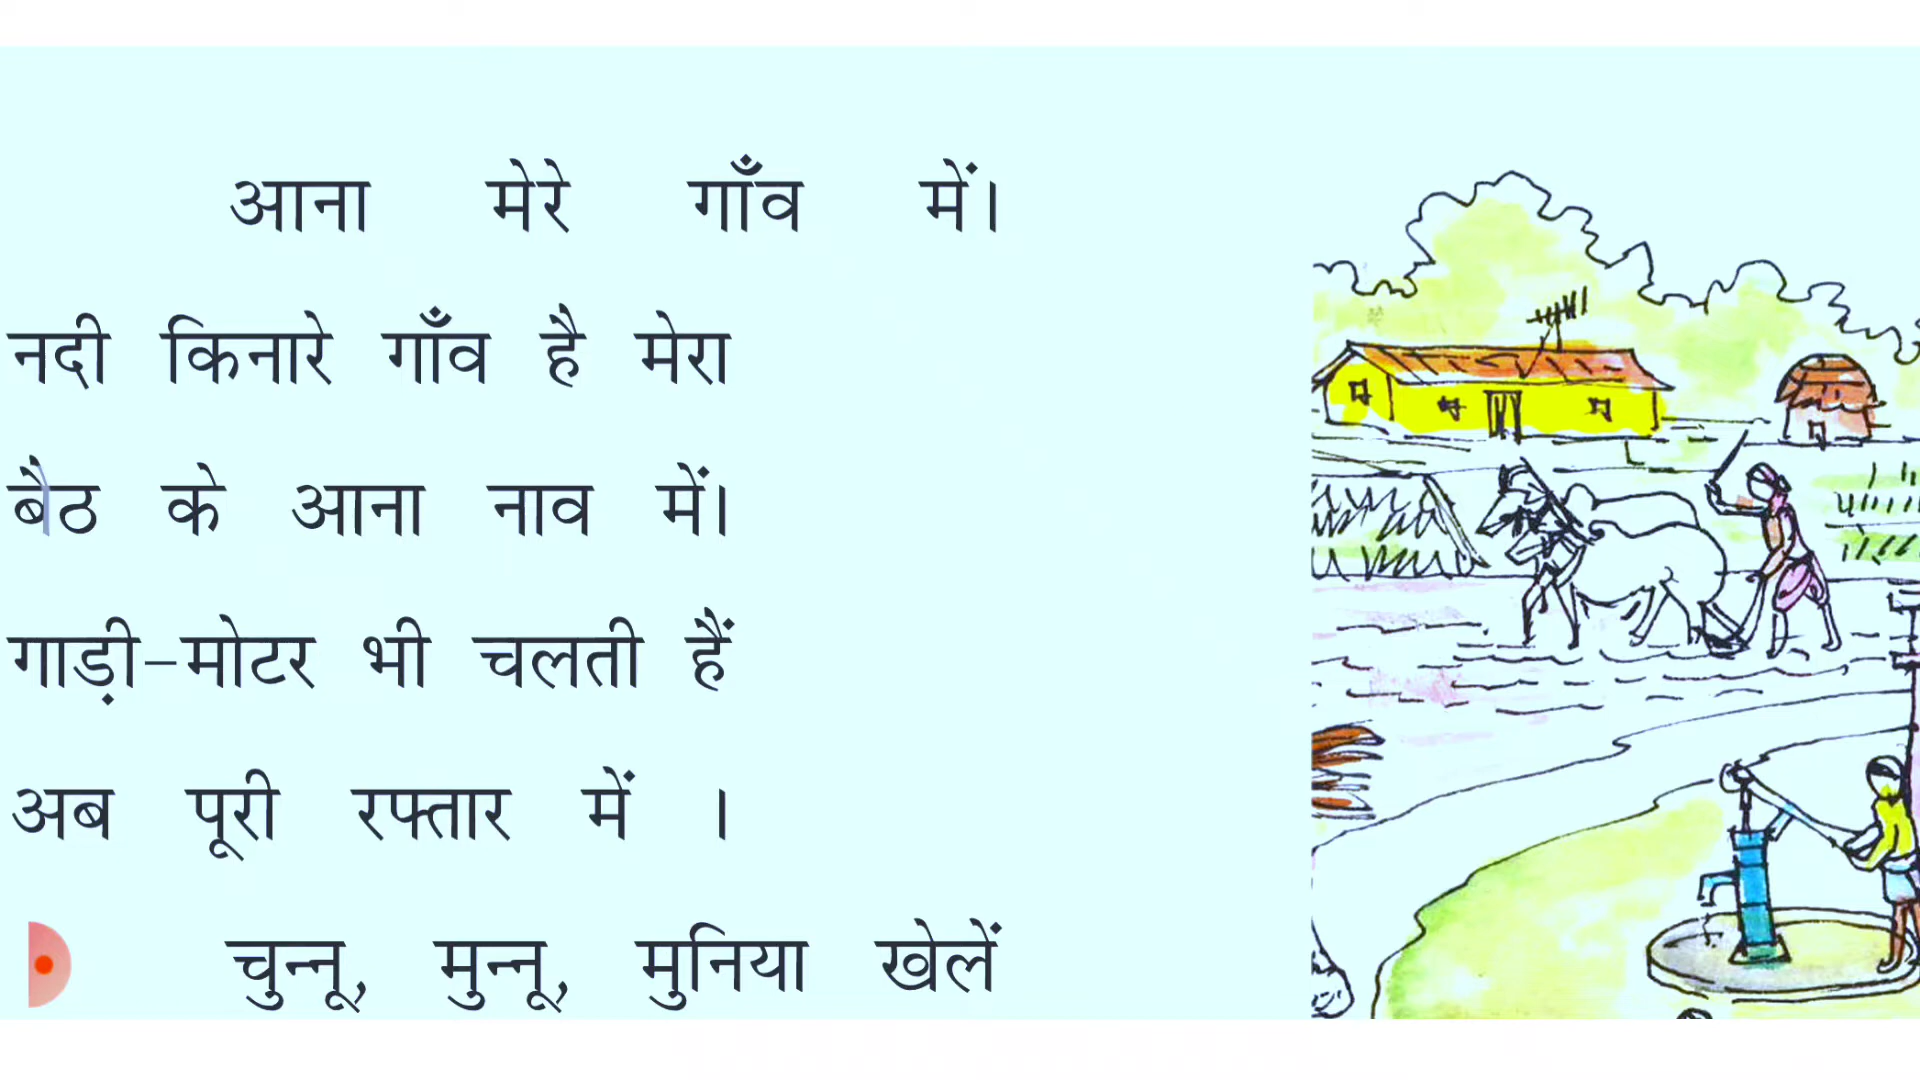 आना मेरे गाँव में।
नदी किनारे गाँव है मेरा
बैठ के आना नाव में।
गाड़ी-मोटर भी चलती हैं
अब पूरी रफ्तार में ।
चुन्नू, मुन्नू, मुनिया खेलें